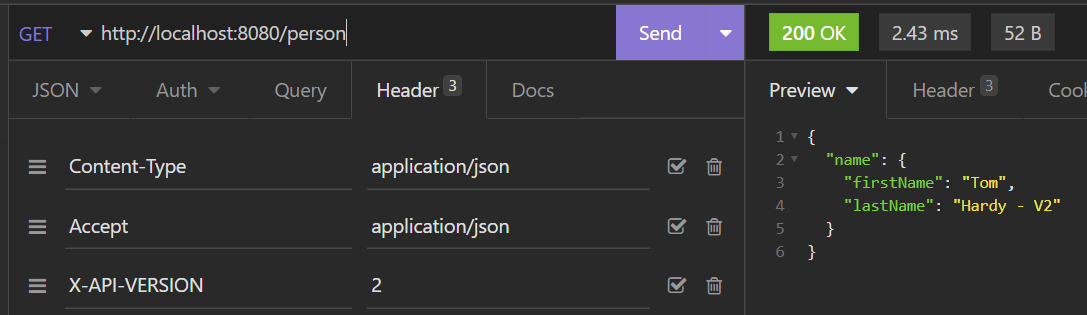 GET http://localhost:8080/person Send 200 OK 2.43 ms 52 B
JSON Auth Query Header 3 Docs Preview Header 3 Cook
Content-Type application/json
Accept application/json
X-API-VERSION 2
1 {
2 "name": {
3 "firstName": "Tom",
4 "lastName": "Hardy - V2"
5 }
6 }